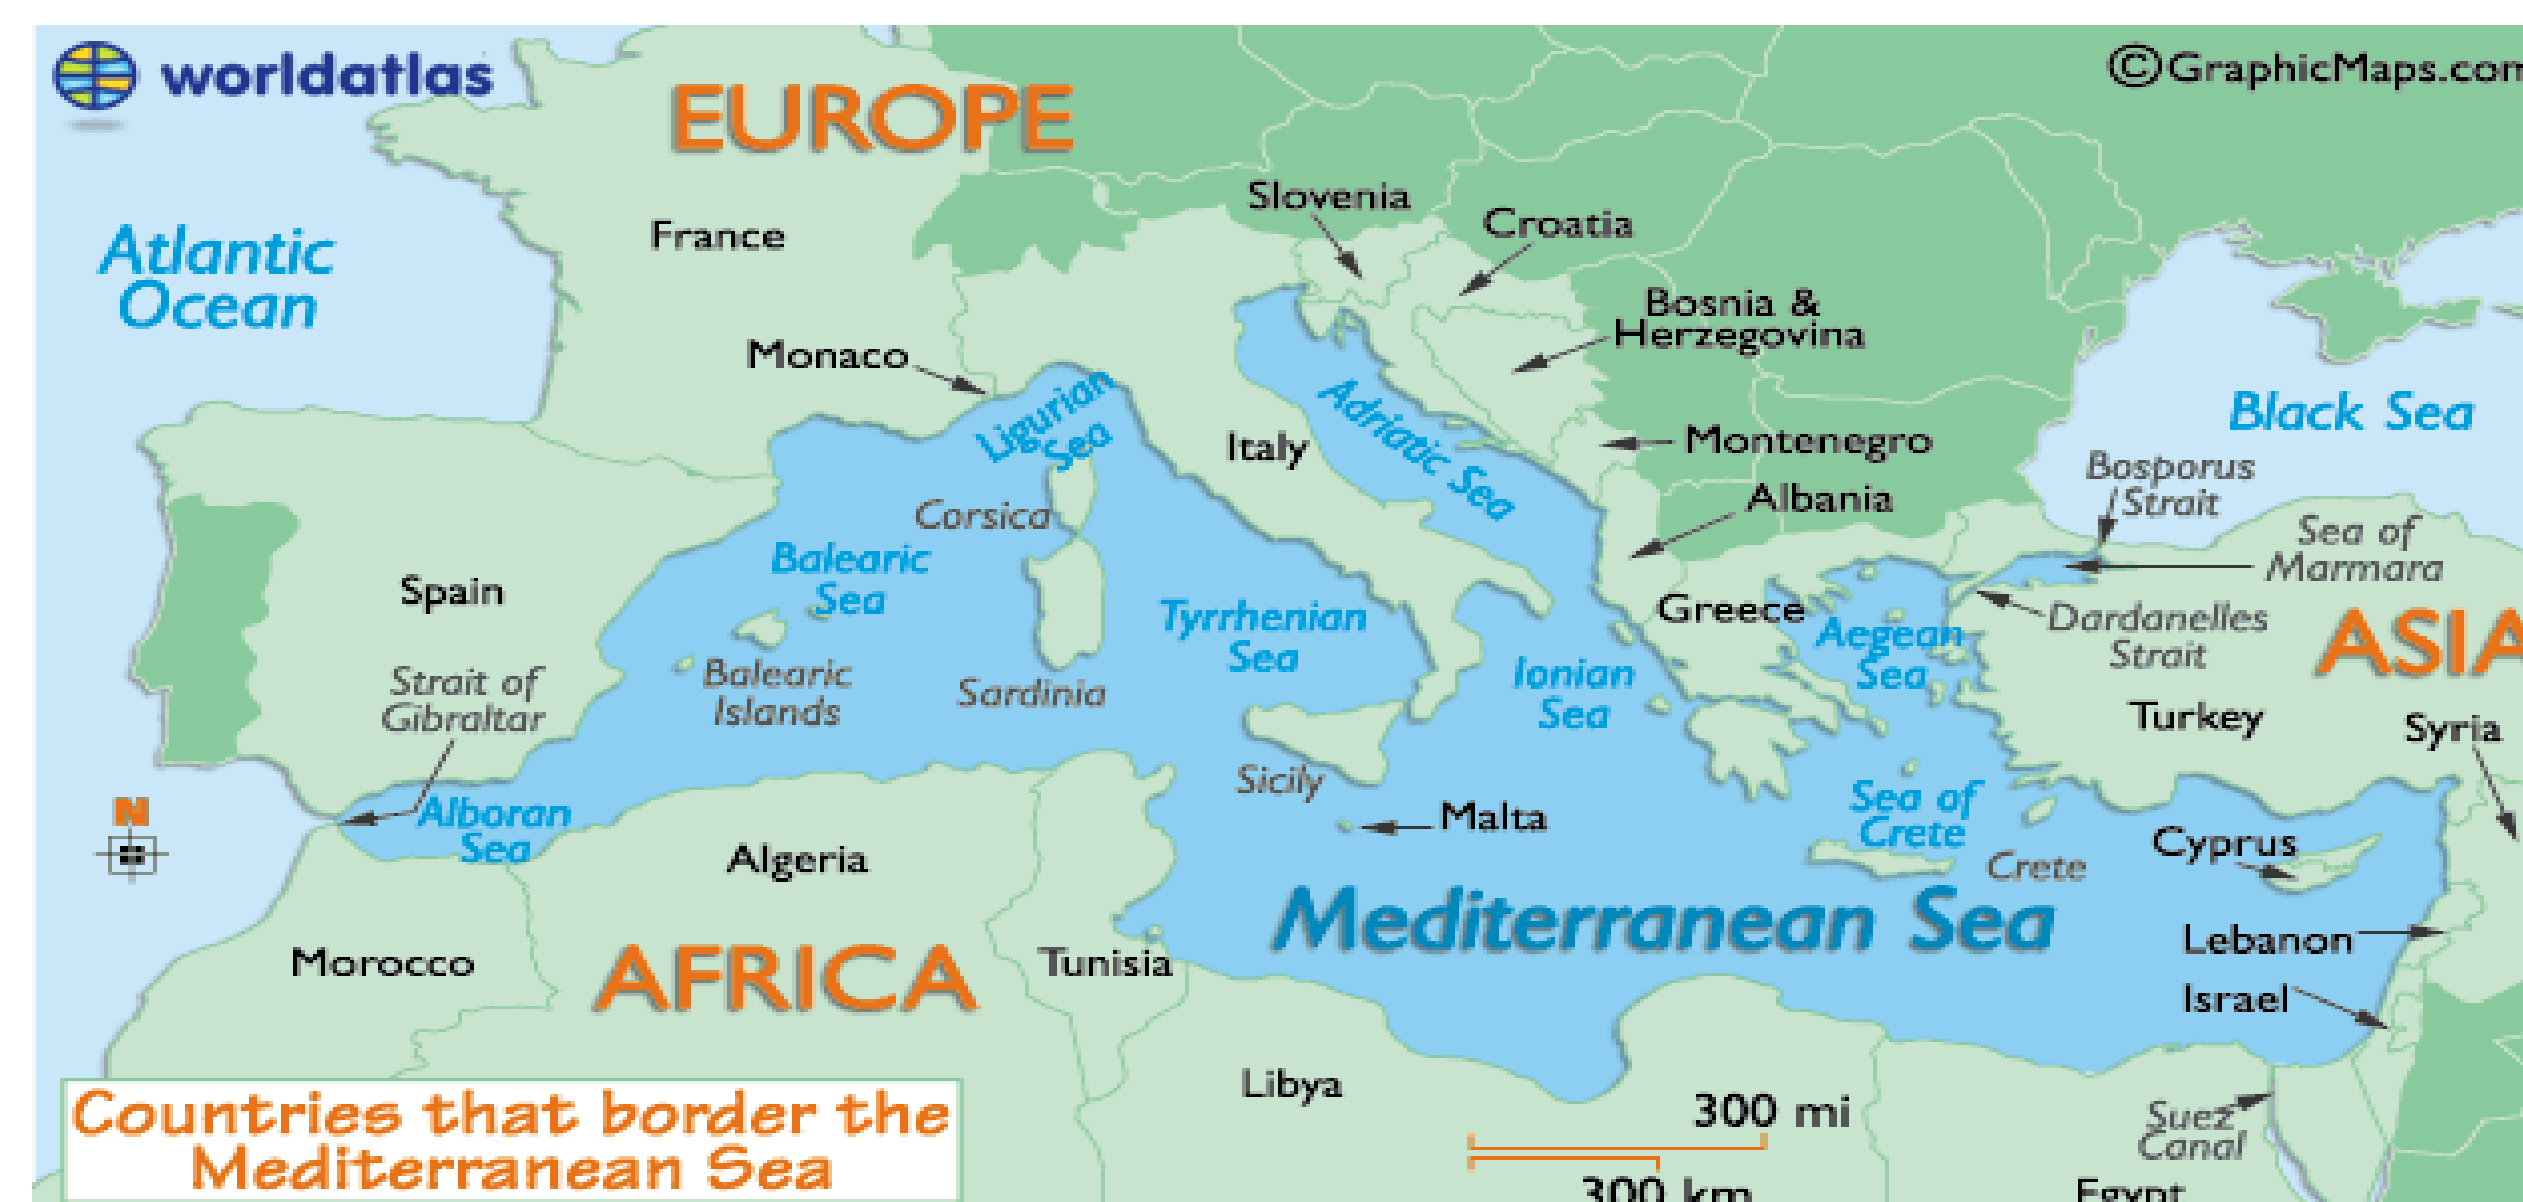 worldatlas
©GraphicMaps.com
EUROPE
Slovenia
Croatia
France
Atlantic
Ocean
Bosnia &
Herzegovina
Monaco
Ligurian
Sea
Adriatic Sea
Italy
Montenegro
Black Sea
Bosporus
Strait
Albania
Corsica
Sea of
Marmara
Balearic
Sea
Spain
Tyrrhenian
Sea
Greece
Aegean
Sea
Dardanelles
Strait
ASIA
Ionian
Sea
Strait of
Gibraltar
Balearic
Islands
Sardinia
Turkey
Syria
Sicily
Malta
Sea of
Crete
Crete
Cyprus
N
Alboran
Sea
Algeria
Mediterranean Sea
Lebanon
Morocco
AFRICA
Tunisia
Israel
Libya
300 mi
300 km
Suez
Canal
Egypt
Countries that border the
Mediterranean Sea